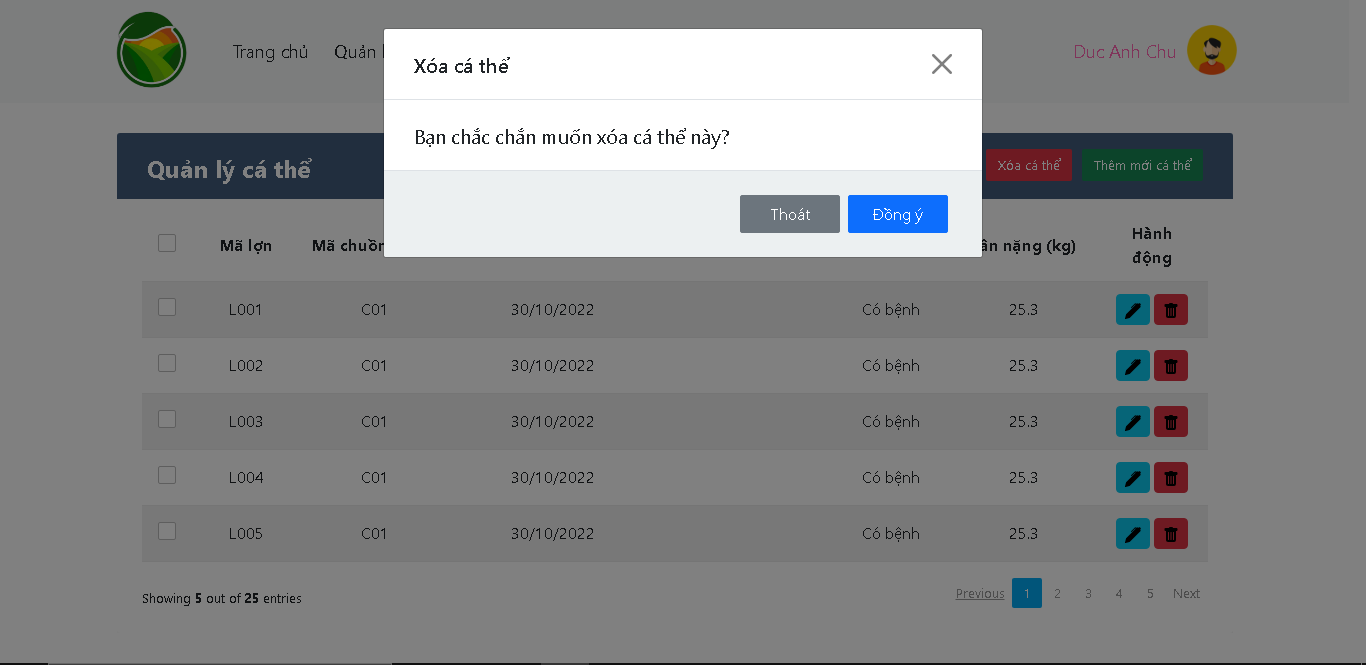 Trang chủ Quản
Duc Anh Chu
Xóa cá thể
Bạn chắc chắn muốn xóa cá thể này?
Thoát Đồng ý
Quản lý cá thể
Xóa cá thể Thêm mới cá thể
Mã lợn Mã nặng (kg) Hành động
L001 C01 30/10/2022 Có bệnh 25.3
L002 C01 30/10/2022 Có bệnh 25.3
L003 C01 30/10/2022 Có bệnh 25.3
L004 C01 30/10/2022 Có bệnh 25.3
L005 C01 30/10/2022 Có bệnh 25.3
Showing 5 out of 25 entries
Previous 1 2 3 4 5 Next